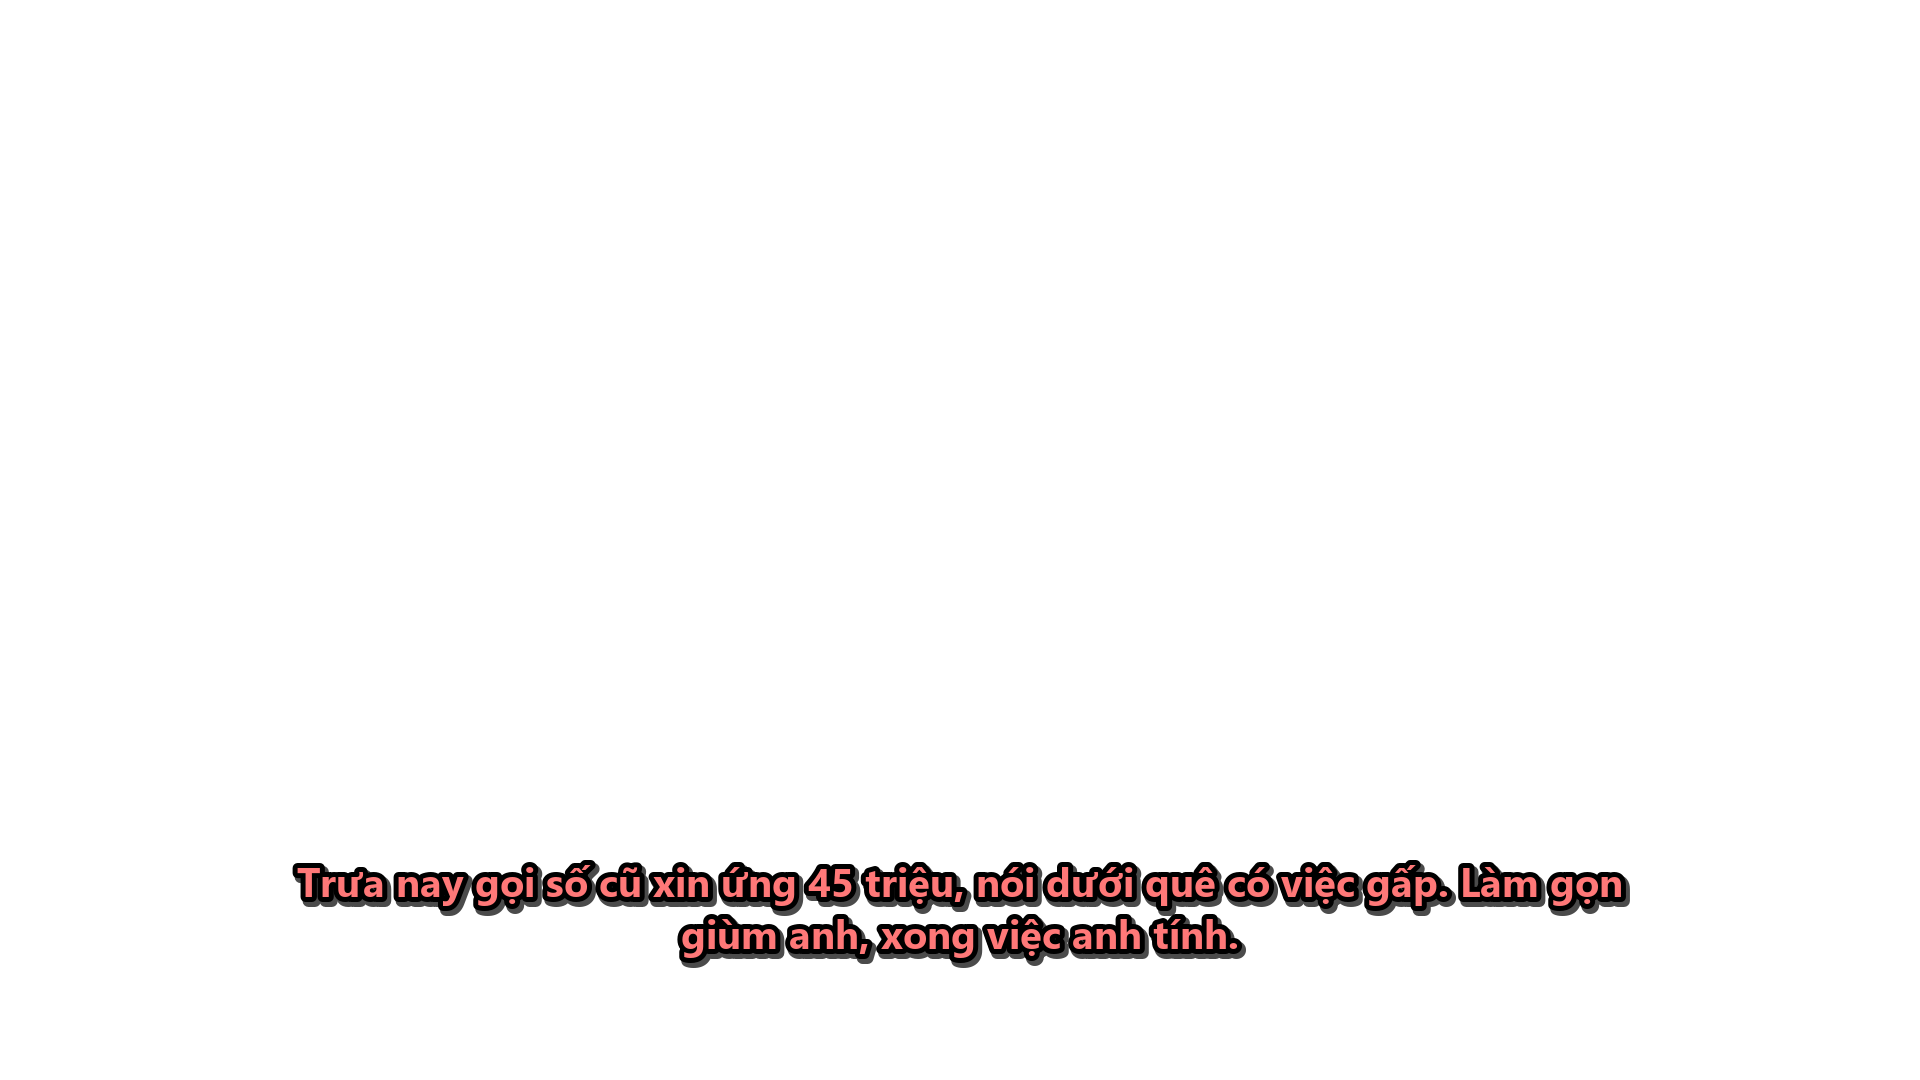 Trưa nay gọi số cũ xin ứng 45 triệu, nói dưới quê có việc gấp. Làm gọn
giùm anh, xong việc anh tính.